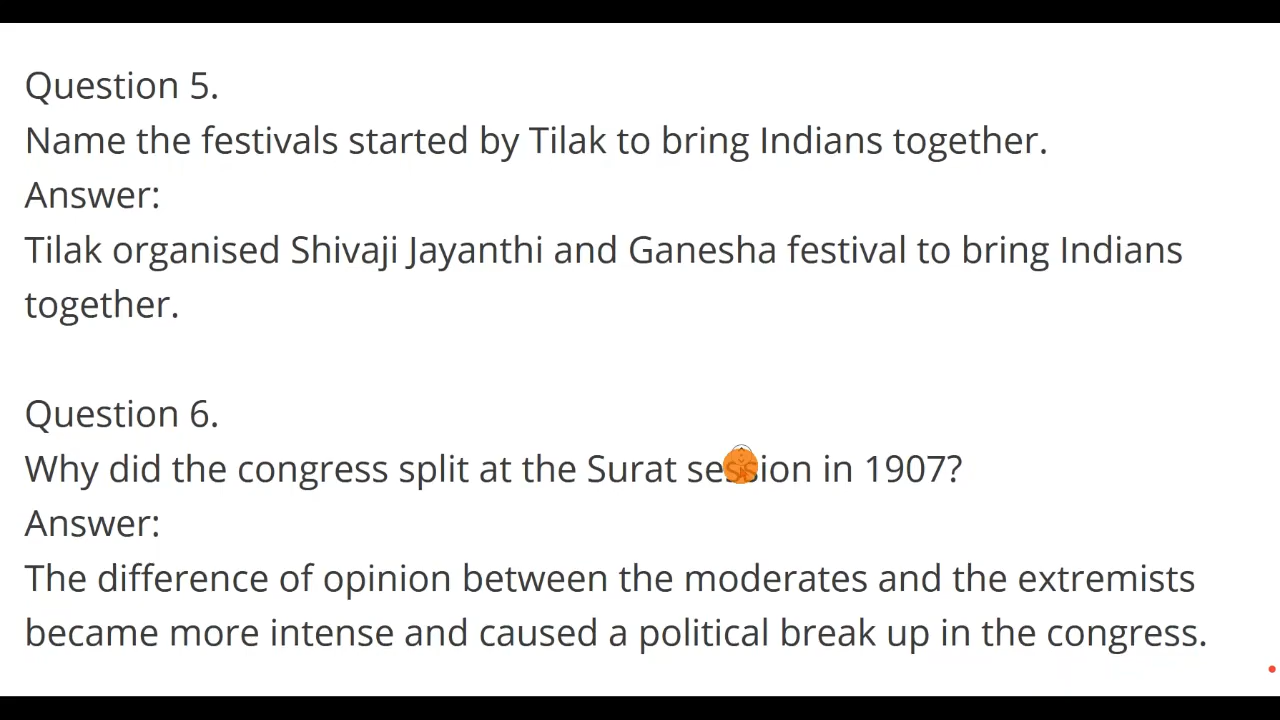 Question 5.
Name the festivals started by Tilak to bring Indians together.
Answer:
Tilak organised Shivaji Jayanthi and Ganesha festival to bring Indians
together.
Question 6.
Why did the congress split at the Surat session in 1907?
Answer:
The difference of opinion between the moderates and the extremists
became more intense and caused a political break up in the congress.